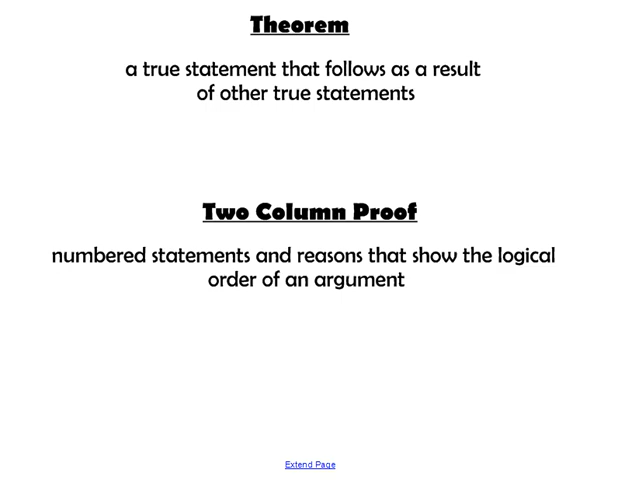 Theorem
a true statement that follows as a result
of other true statements
Two Column Proof
numbered statements and reasons that show the logical
order of an argument
Extend Page